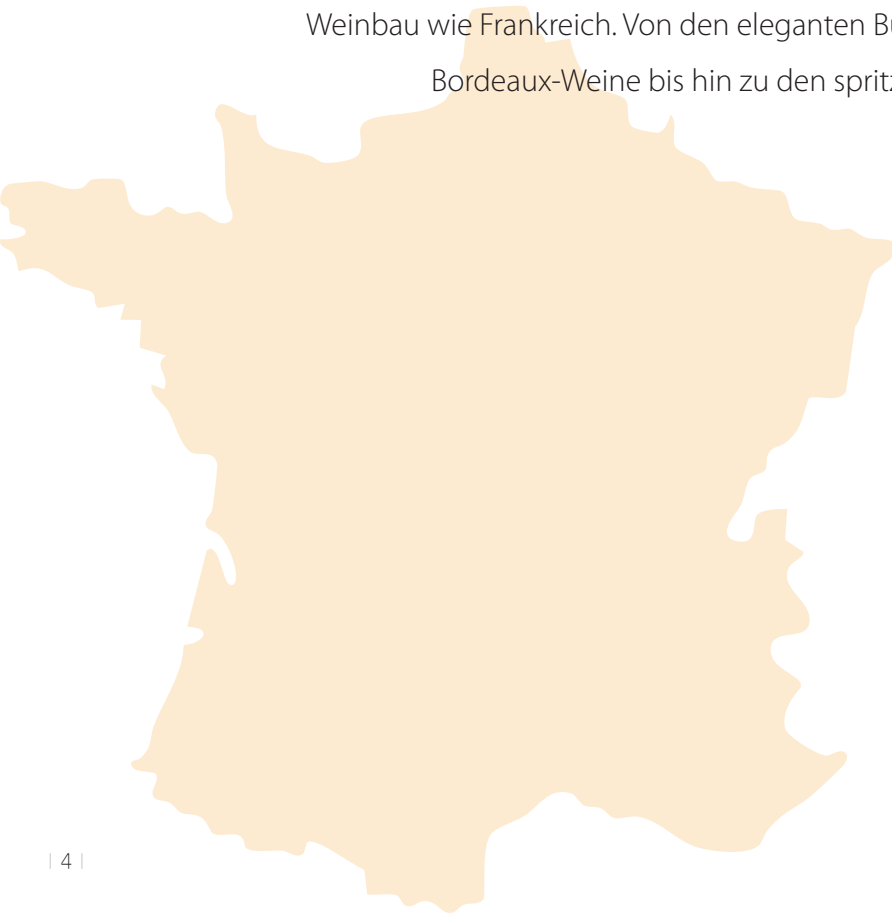 Weinbau wie Frankreich. Von den eleganten
Bordeaux-Weine bis hin zu den
| 4 |